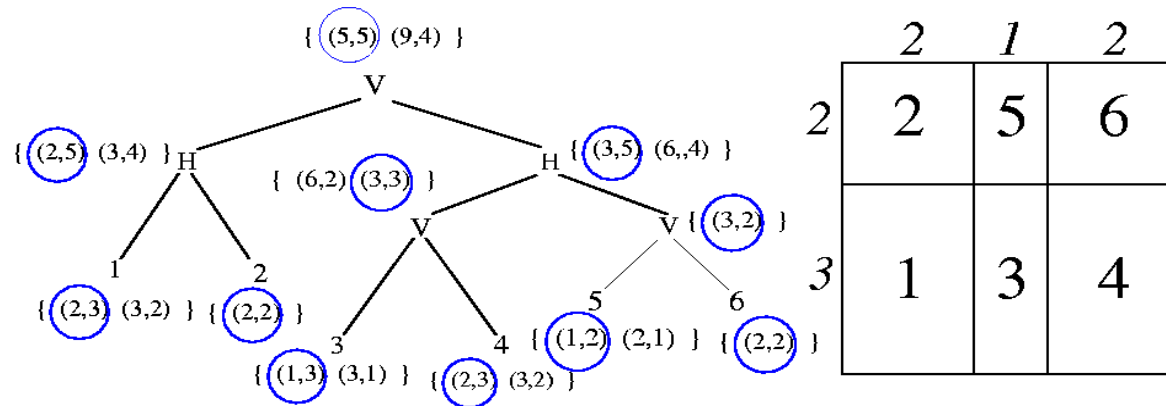 { (5,5) (9,4) }
V
{ (2,5) (3,4) } H
{ (6,2) (3,3) }
H { (3,5) (6,,4) }
V
V { (3,2) }
1
2
{ (2,3) (3,2) }
{ (2,2) }
3
4
5
6
{ (1,3) (3,1) }
{ (2,3) (3,2) }
{ (1,2) (2,1) }
{ (2,2) }
2 1 2
2 2 5 6
3 1 3 4